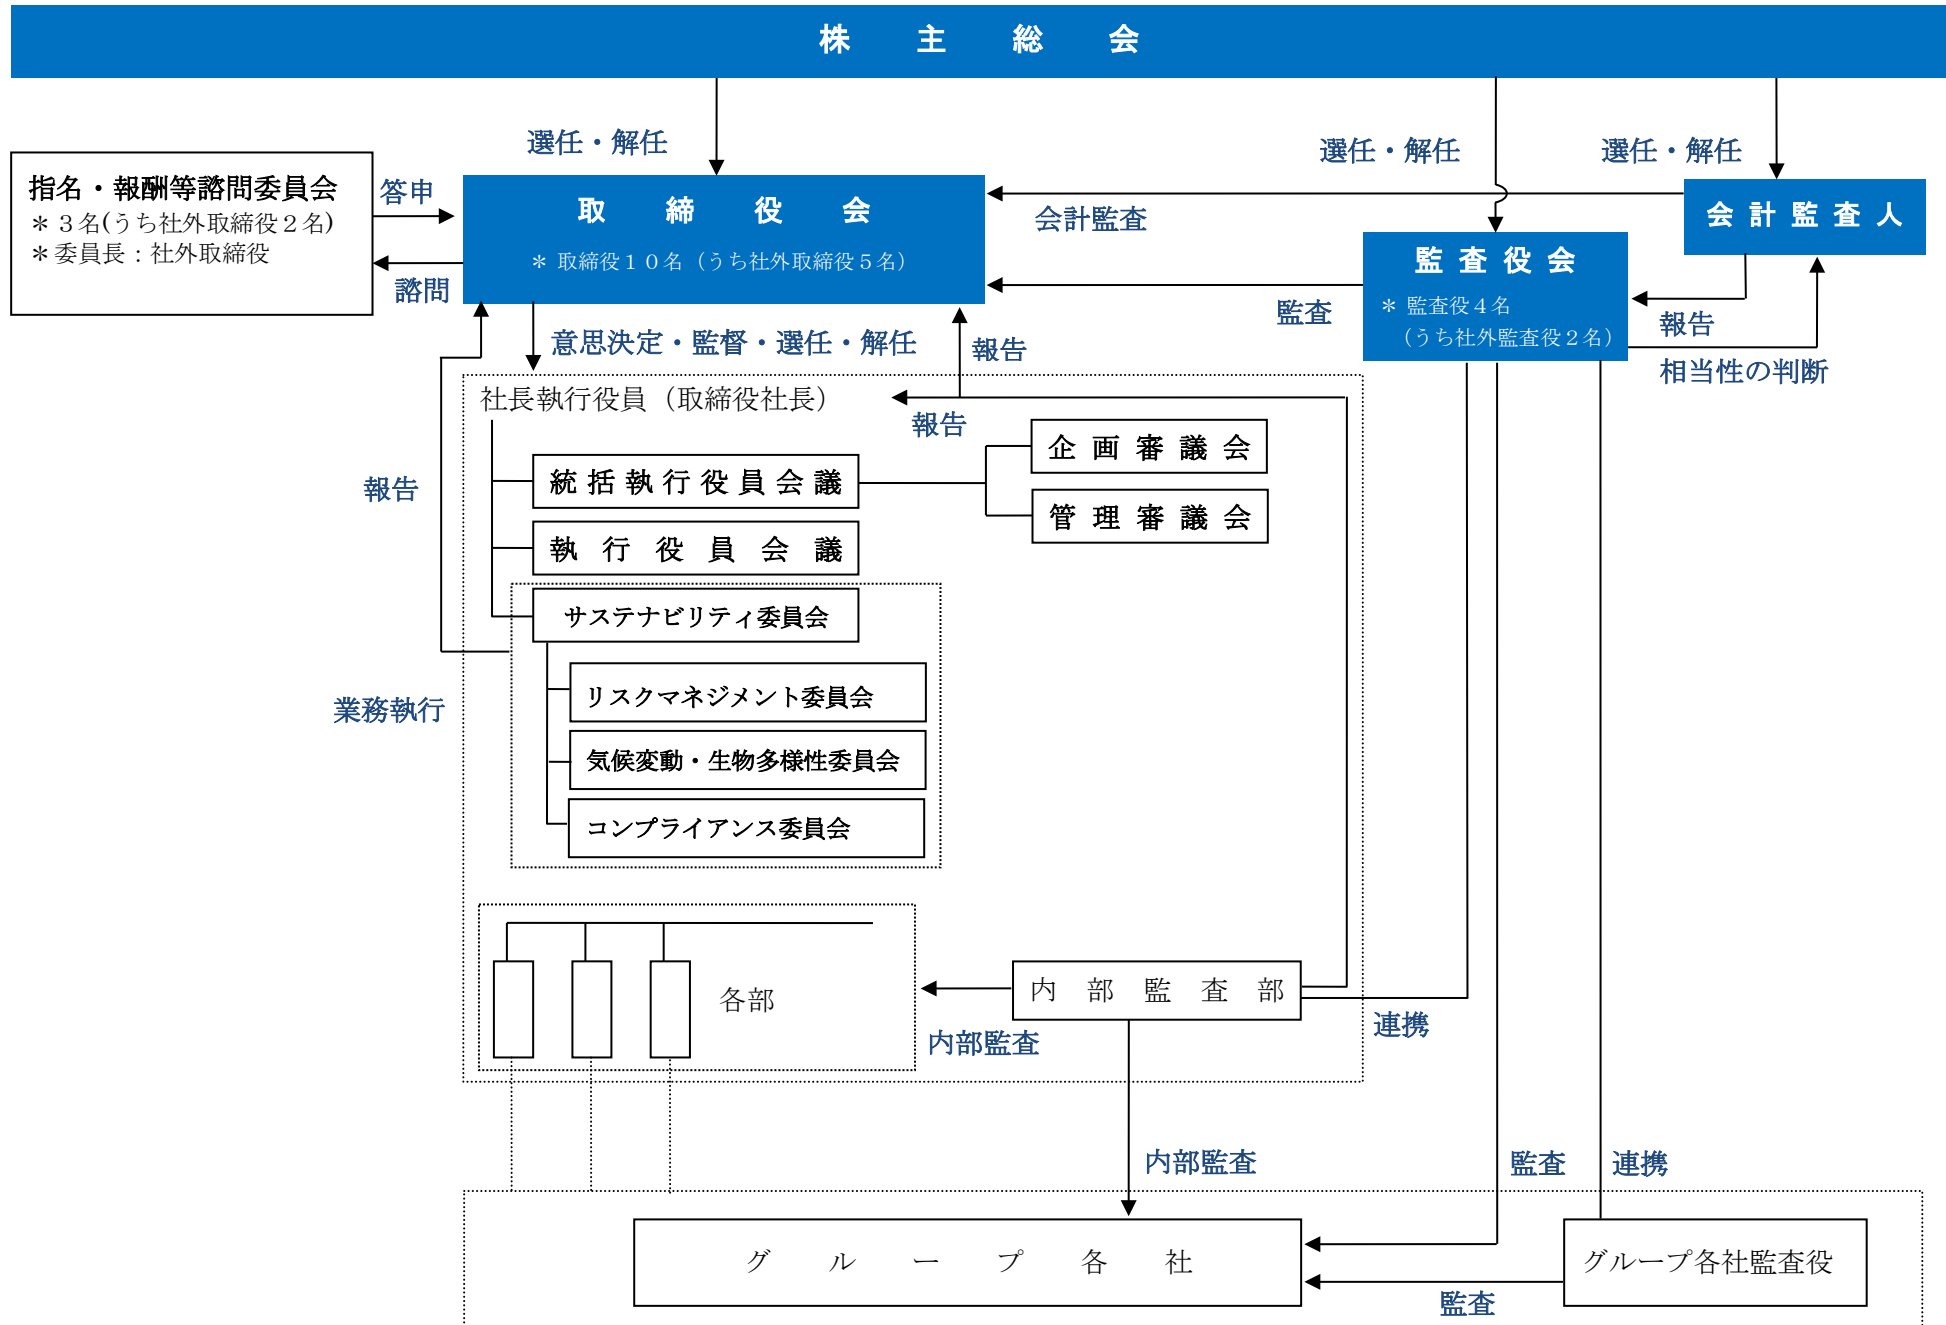 株主総会
選任・解任
選任・解任
選任・解任
指名・報酬等諮問委員会
＊３名(うち社外取締役２名)
＊委員長：社外取締役
答申
諮問
取締役会
＊ 取締役１０名（うち社外取締役５名）
会計監査
会計監査人
監査役会
＊ 監査役４名
（うち社外監査役２名）
監査
報告
相当性の判断
意思決定・監督・選任・解任
報告
社長執行役員（取締役社長）
報告
企画審議会
統括執行役員会議
報告
管理審議会
執行役員会議
サステナビリティ委員会
リスクマネジメント委員会
業務執行
気候変動・生物多様性委員会
コンプライアンス委員会
各部
内部監査部
内部監査
連携
内部監査
監査
連携
グループ各社
グループ各社監査役
監査